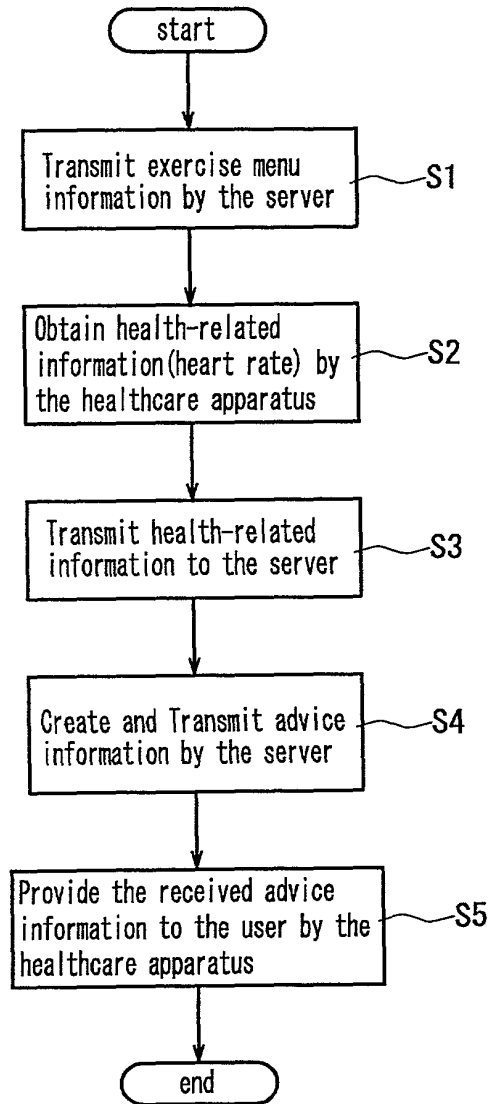 start
Transmit exercise menu
information by the server
S1
Obtain health-related
information(heart rate) by
the healthcare apparatus
S2
Transmit health-related
information to the server
S3
Create and Transmit advice
information by the server
S4
Provide the received advice
information to the user by the
healthcare apparatus
S5
end